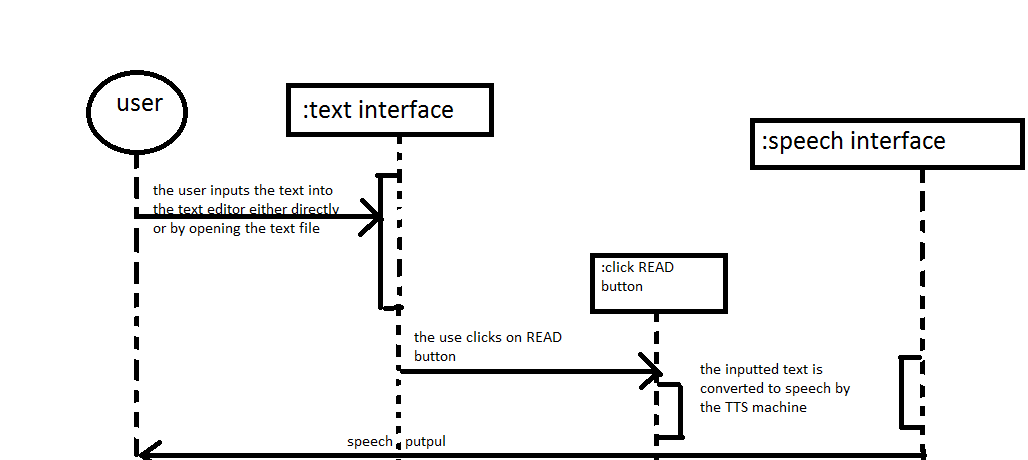 user
:text interface
:speech interface
the user inputs the text into
the text editor either directly
or by opening the text file
:click READ
button
the use clicks on READ
button
the inputted text is
converted to speech by
the TTS machine
speech putpul